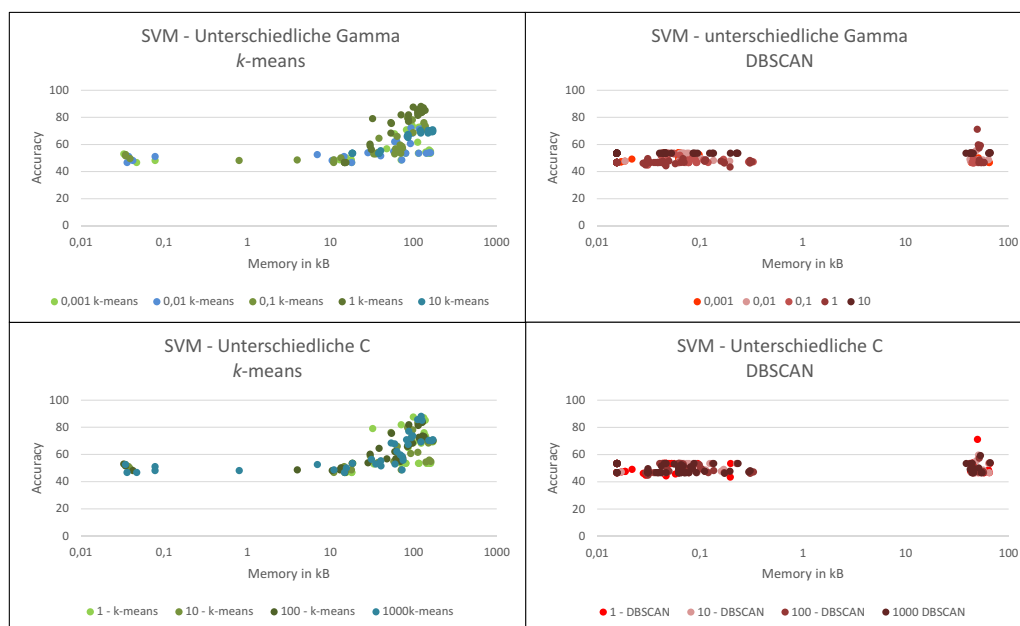 SVM - Unterschiedliche Gamma
k-means
100
80
60
40
20
0
Accuracy
0,01 0,1 1 10 100 1000
Memory in kB
0,001 k-means 0,01 k-means 0,1 k-means 1 k-means 10 k-means
SVM - unterschiedliche Gamma
DBSCAN
100
80
60
40
20
0
Accuracy
0,01 0,1 1 10 100
Memory in kB
0,001 0,01 0,1 1 10
SVM - Unterschiedliche C
k-means
100
80
60
40
20
0
Accuracy
0,01 0,1 1 10 100 1000
Memory in kB
1 - k-means 10 - k-means 100 - k-means 1000k-means
SVM - Unterschiedliche C
DBSCAN
100
80
60
40
20
0
Accuracy
0,01 0,1 1 10 100
Memory in kB
1 - DBSCAN 10 - DBSCAN 100 - DBSCAN 1000 DBSCAN